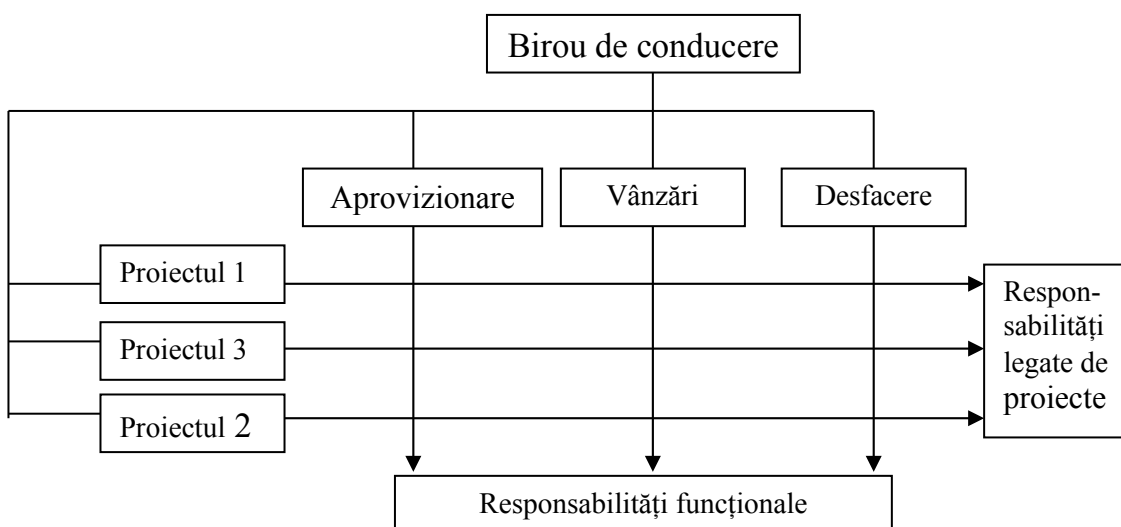 Birou de conducere
Aprovizionare
Vânzări
Desfacere
Proiectul 1
Proiectul 3
Proiectul 2
Respon-
sabilități
legate de
proiecte
Responsabilități funcționale